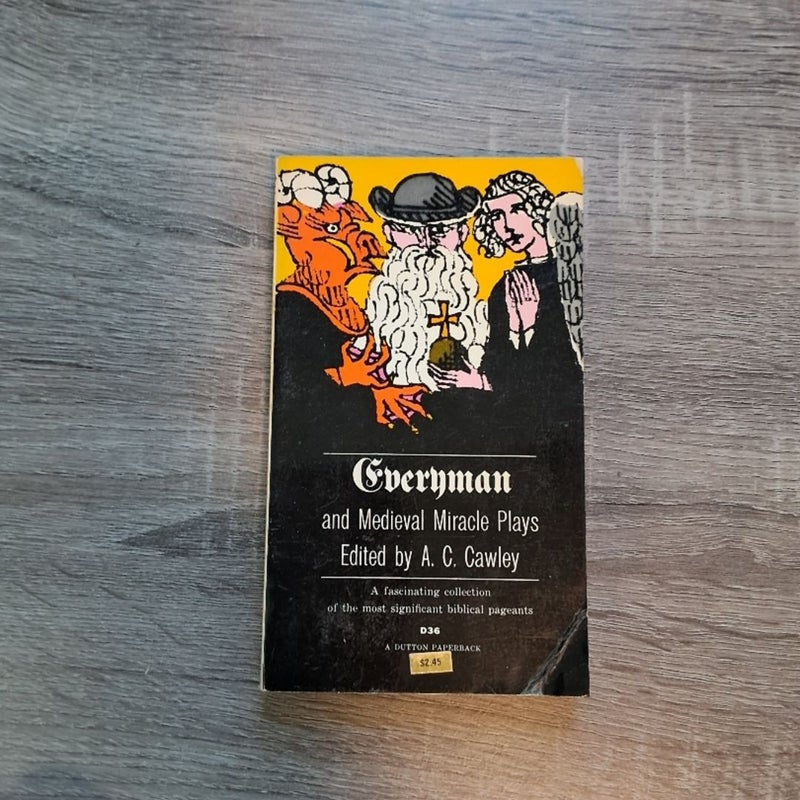 Everyman
and Medieval Miracle Plays
Edited by A. C. Cawley
A fascinating collection
of the most significant biblical pageants
D36
A DUTTON PAPERBACK
$2.45